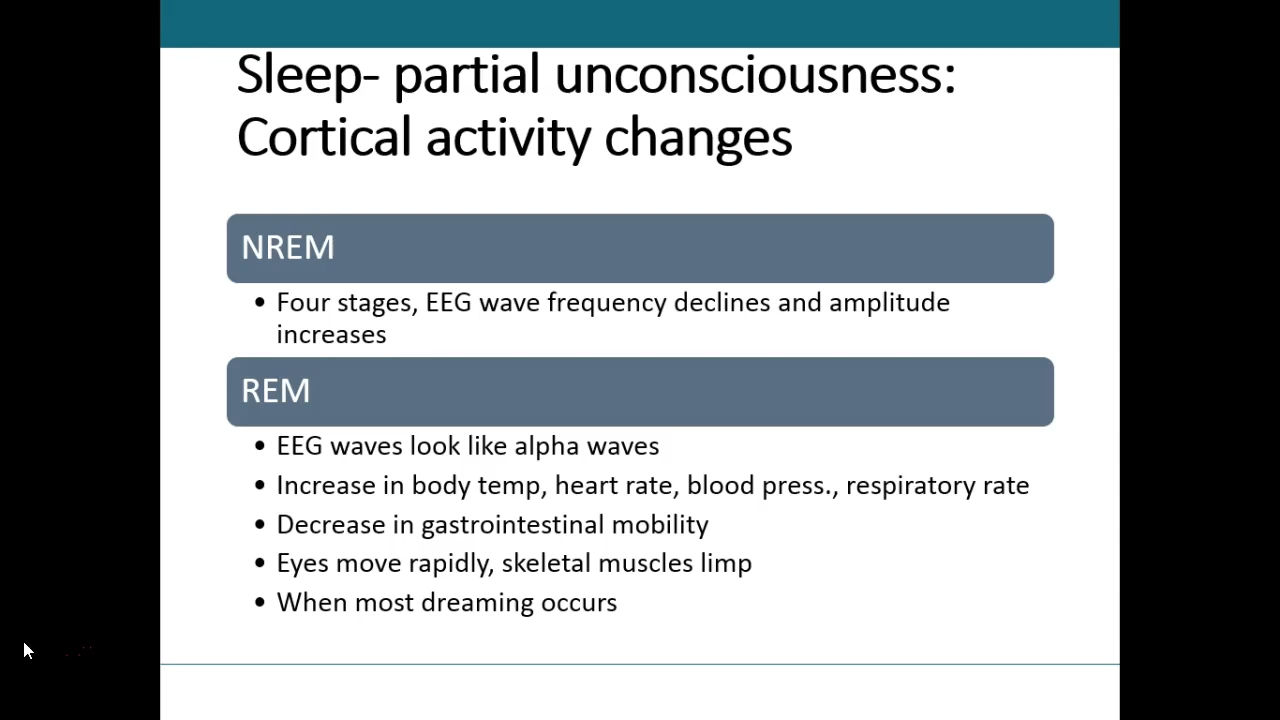 Sleep- partial unconsciousness:
Cortical activity changes
NREM
• Four stages, EEG wave frequency declines and amplitude
increases
REM
• EEG waves look like alpha waves
• Increase in body temp, heart rate, blood press., respiratory rate
• Decrease in gastrointestinal mobility
• Eyes move rapidly, skeletal muscles limp
• When most dreaming occurs